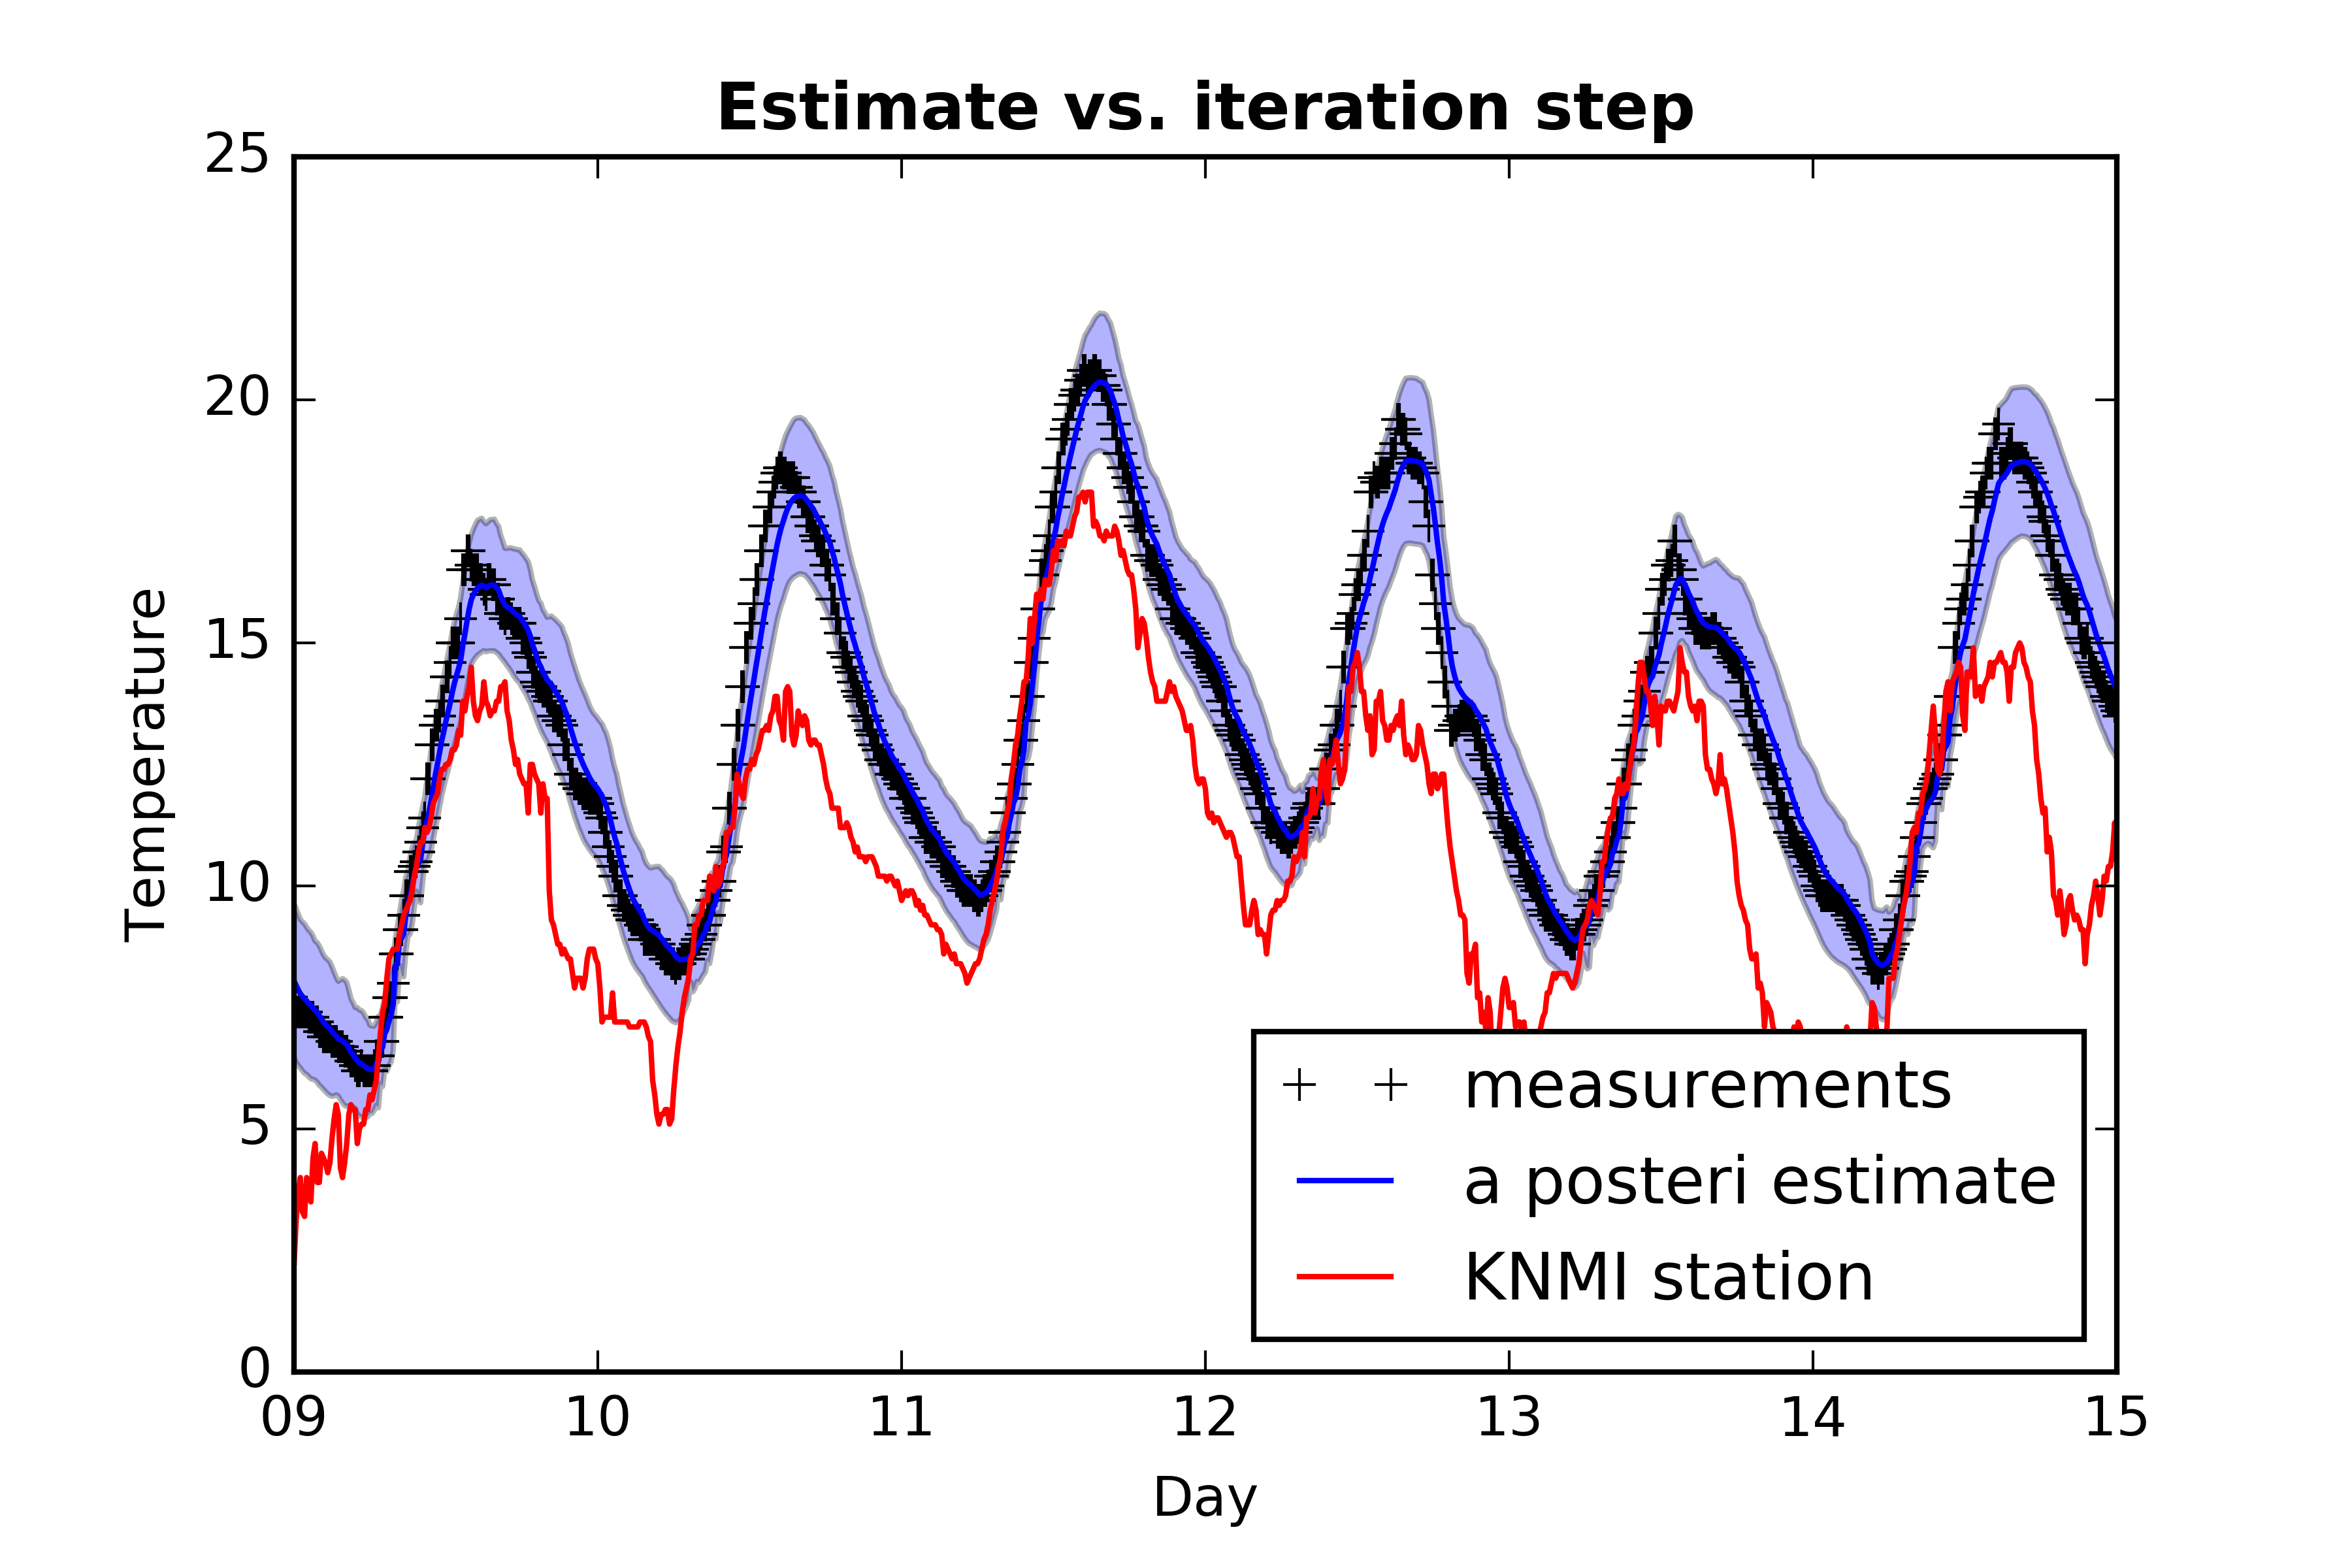 Estimate vs. iteration step
25
20
15
10
5
0
Temperature
09 10 11 12 13 14 15
Day
measurements
a posteri estimate
KNMI station